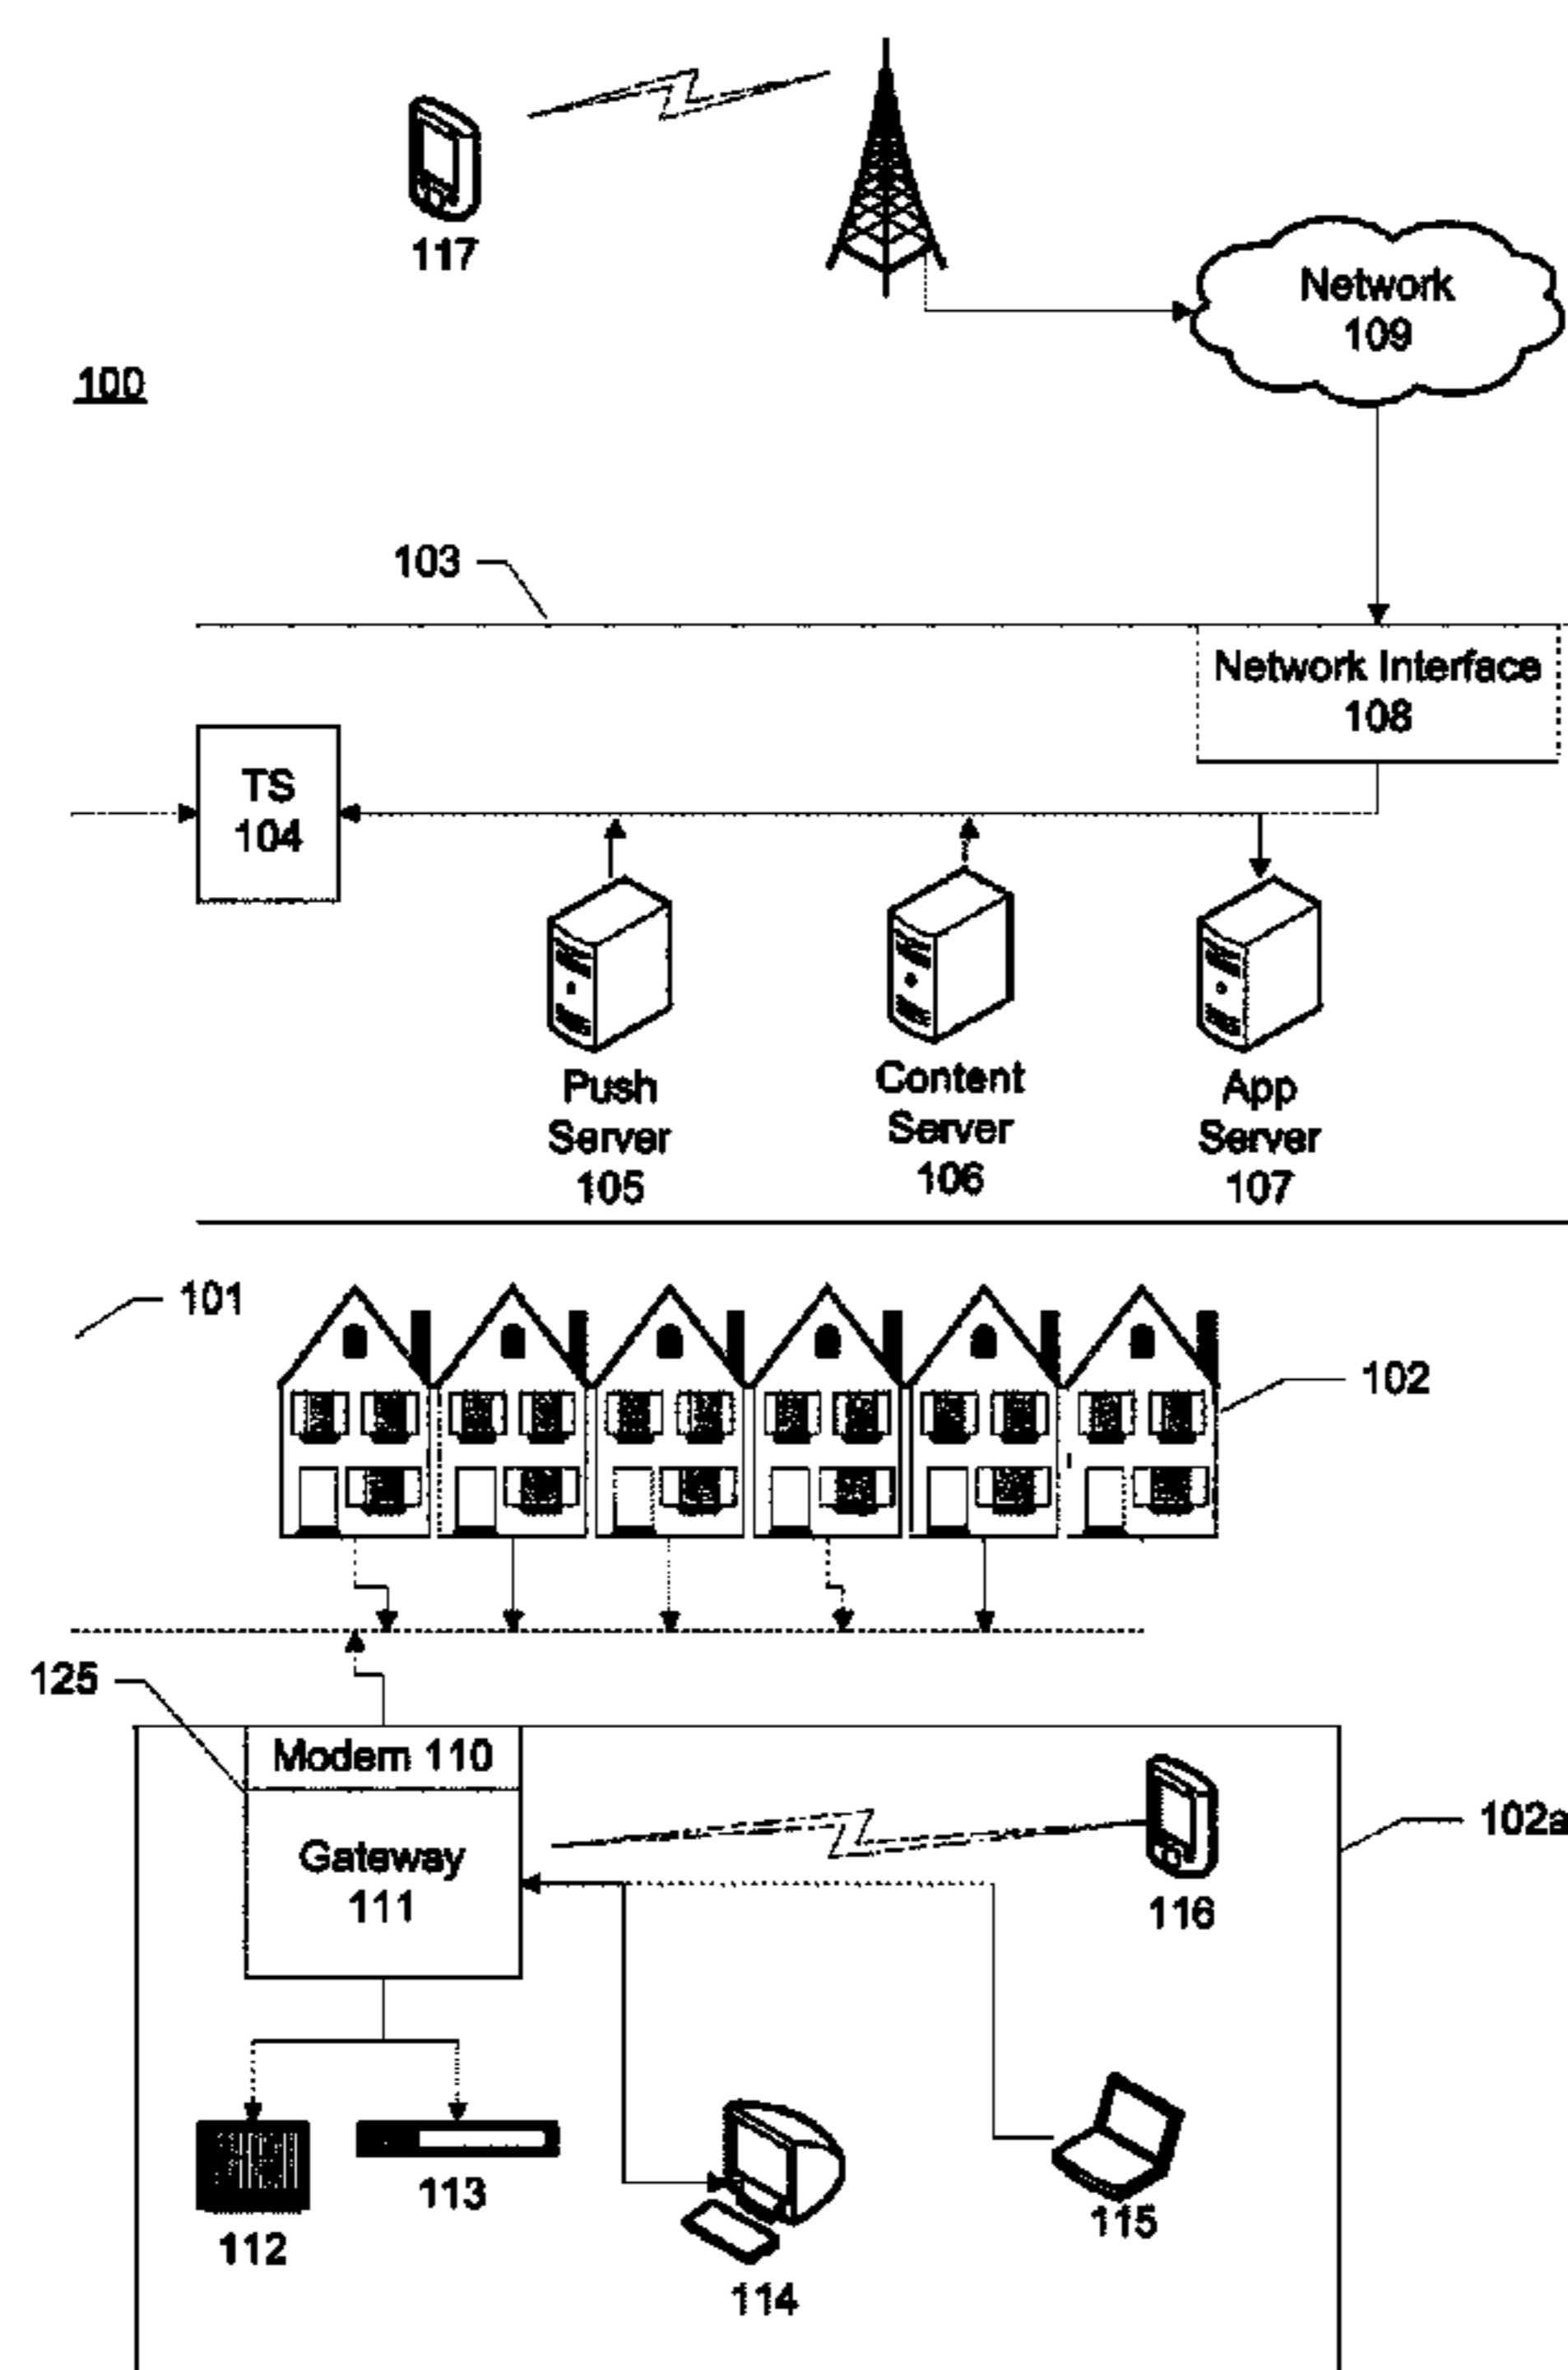 117
Network
109
100
103
Network Interface
108
TS
104
Push
Server
105
Content
Server
106
App
Server
107
101
102
125
Modem 110
Gateway
111
102a
116
112
113
114
115